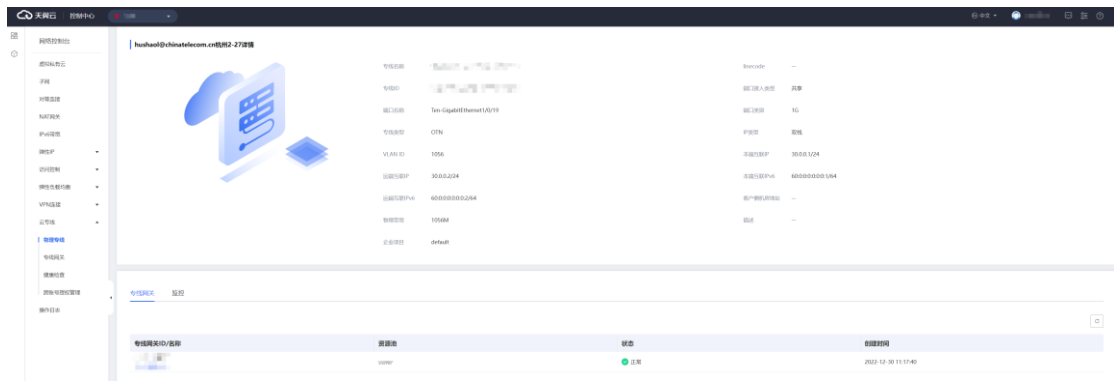 天翼云 控制中心
中文
网络控制台
虚拟私有云
子网
对等连接
NAT网关
IPv6带宽
弹性IP
访问控制
弹性负载均衡
VPN连接
云专线
物理专线
专线网关
健康检查
跨账号授权管理
操作日志
hushaol@chinatelecom.cn杭州2-27详情
专线名称
linecode --
专线ID
端口接入类型 共享
端口名称 Ten-GigabitEthernet1/0/19
端口类型 1G
专线类型 OTN
IP类型 双栈
VLAN ID 1056
本端互联IP 30.0.0.1/24
远端互联IP 30.0.0.2/24
本端互联IPv6 60:0:0:0:0:0:0:1/64
远端互联IPv6 60:0:0:0:0:0:0:2/64
客户侧机房地址 --
物理带宽 1056M
描述 --
企业项目 default
专线网关 监控
专线网关ID/名称 资源池 状态 创建时间
正常 2022-12-30 11:17:40